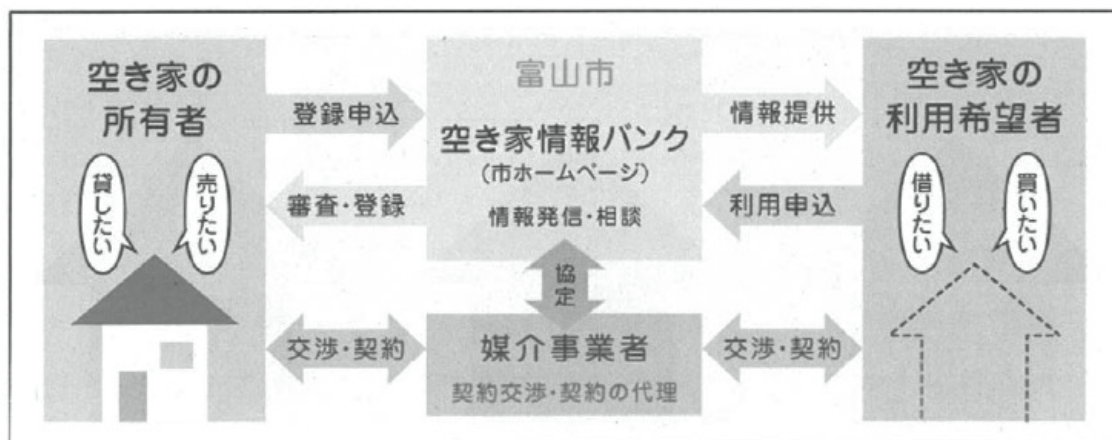 空き家の
所有者
貸したい
売りたい
登録申込
審査・登録
富山市
空き家情報バンク
(市ホームページ)
情報発信・相談
協定
媒介事業者
契約交渉・契約の代理
交渉・契約
情報提供
利用申込
交渉・契約
空き家の
利用希望者
借りたい
買いたい